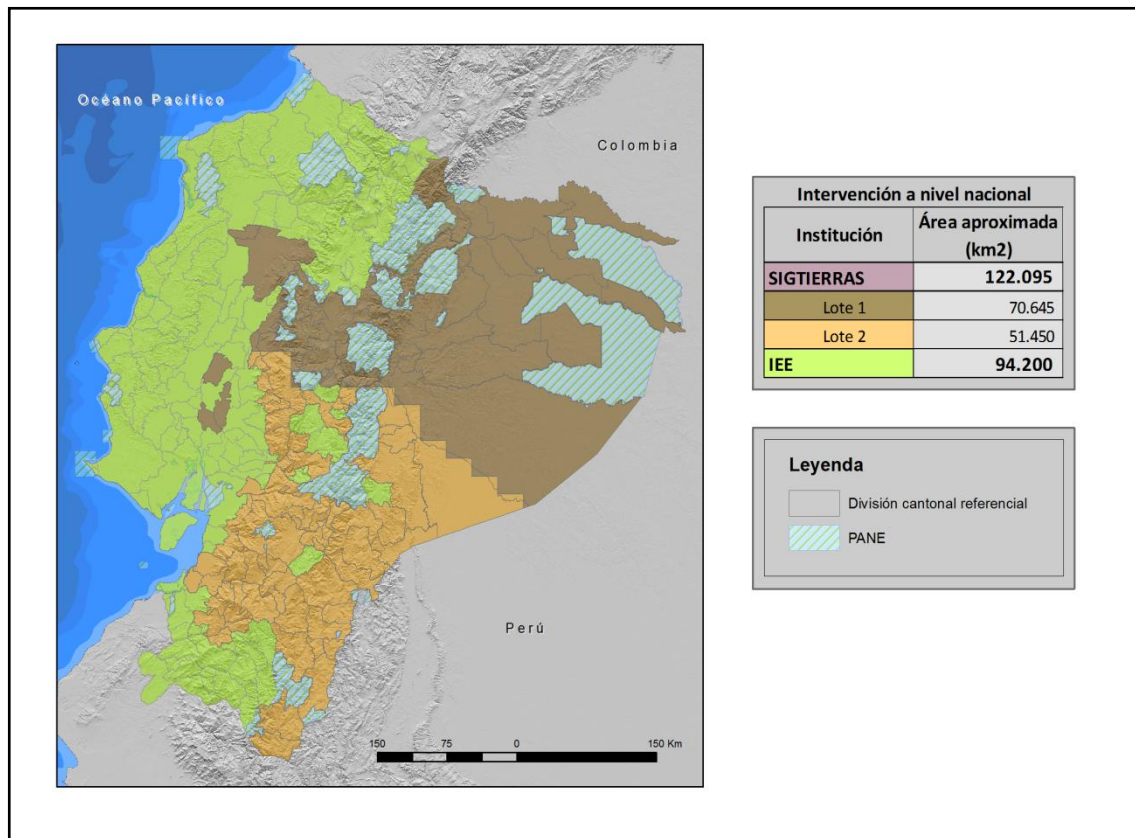 Océano Pacífico
Colombia
Perú
150 75 0 150 Km
Intervención a nivel nacional
Institución Área aproximada
(km2)
SIGTIERRAS 122.095
Lote 1 70.645
Lote 2 51.450
IEE 94.200
Leyenda
División cantonal referencial
PANE